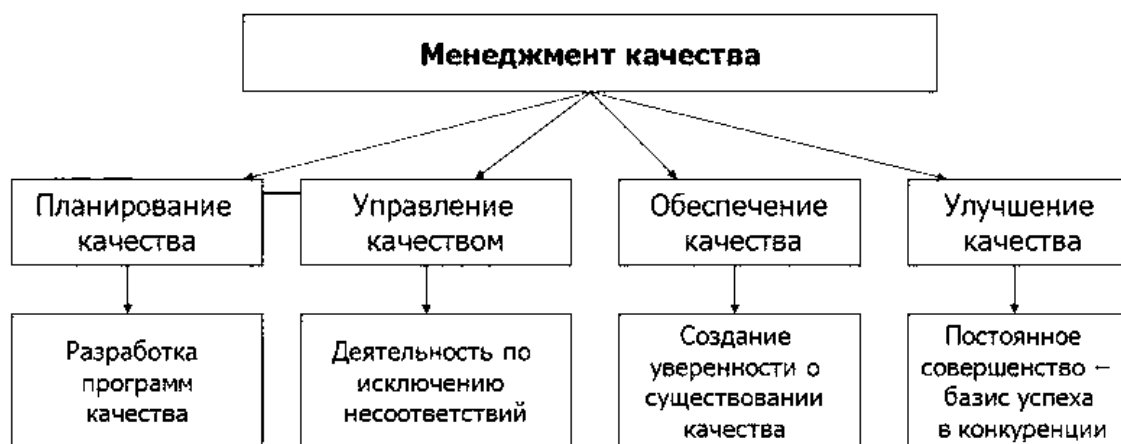 Менеджмент качества
Планирование
качества
Управление
качеством
Обеспечение
качества
Улучшение
качества
Разработка
программ
качества
Деятельность по
исключению
несоответствий
Создание
уверенности о
существовании
качества
Постоянное
совершенство –
базис успеха
в конкуренции